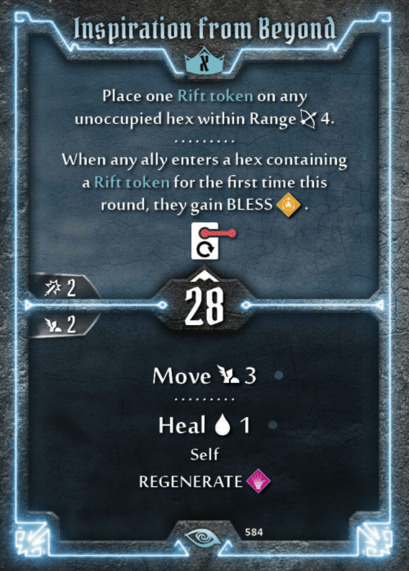 Inspiration from Beyond
X
Place one Rift token on any
unoccupied hex within Range 4.
When any ally enters a hex containing
a Rift token for the first time this
round, they gain BLESS .
2
28
2
Move 3
Heal 1
Self
REGENERATE
584